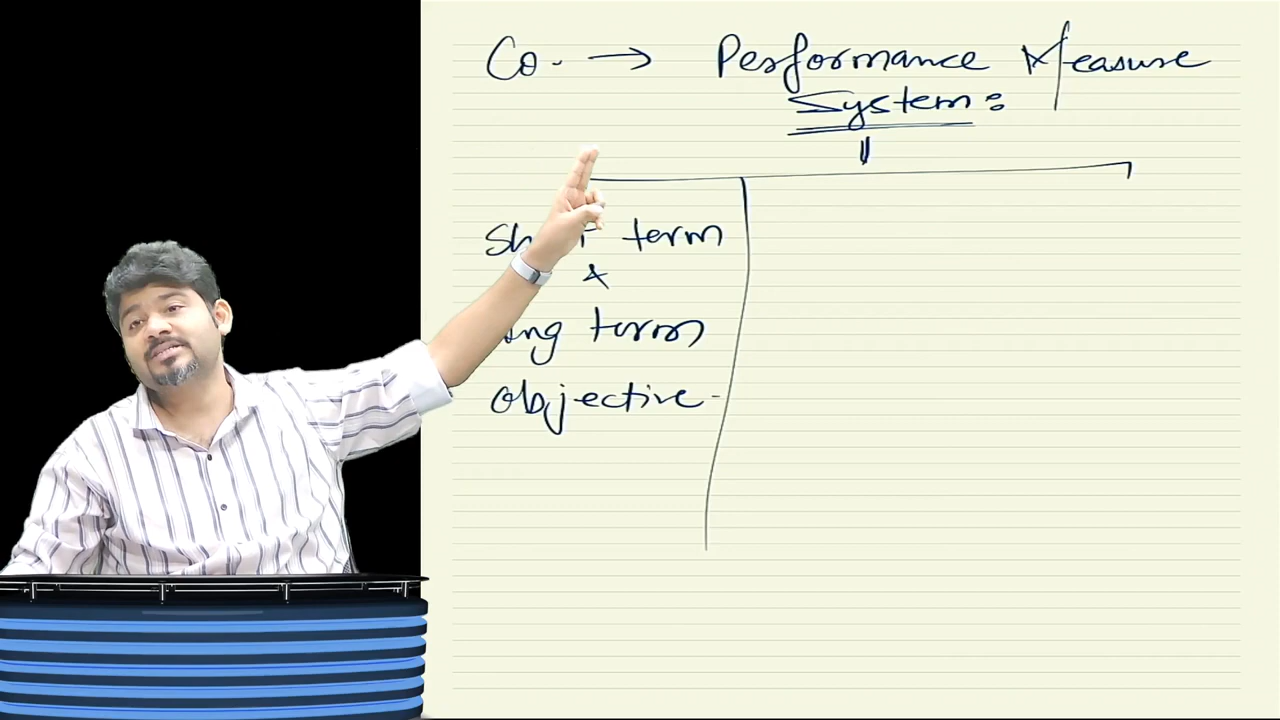 Co. → Performance Measure
System:
term
&
term
Objective.